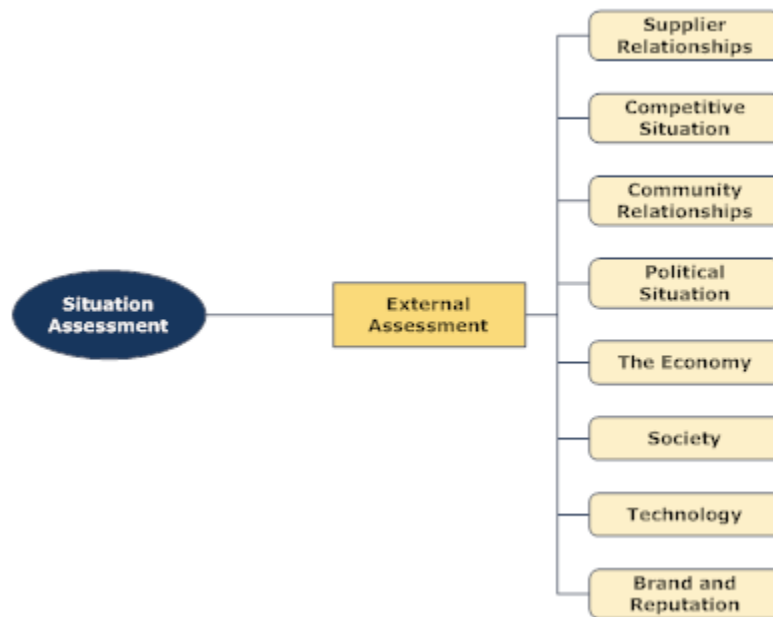 Supplier
Relationships
Competitive
Situation
Community
Relationships
Political
Situation
Situation
Assessment
External
Assessment
The Economy
Society
Technology
Brand and
Reputation